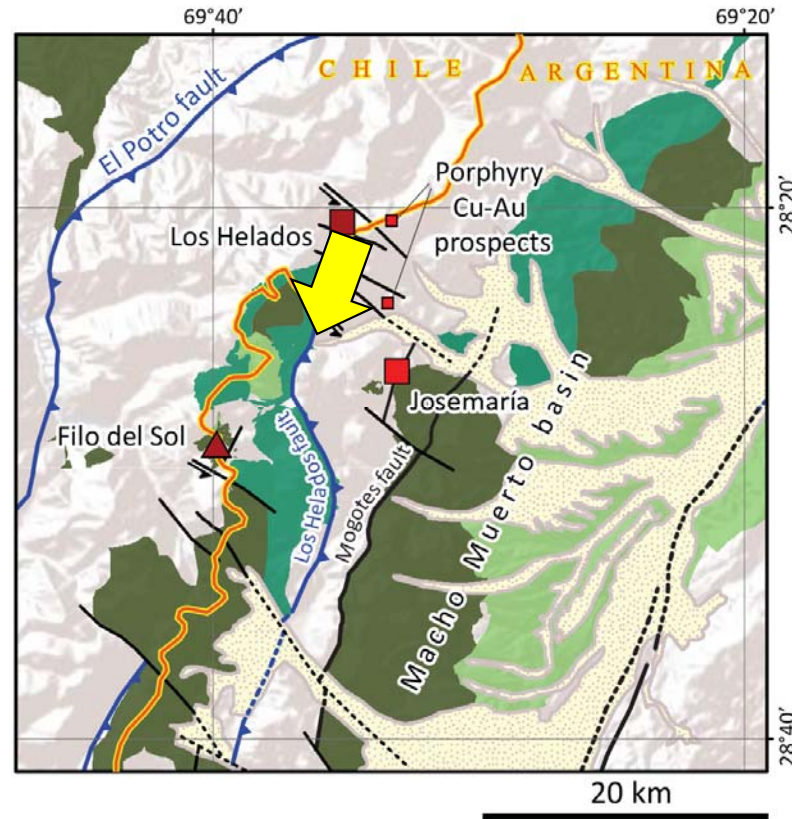 69°40’
69°20’
CHILE ARGENTINA
El Potro fault
28°20’
Porphyry
Cu-Au
prospects
Los Helados
Josemaría
Filo del Sol
Los Helados fault
Mogotes fault
Macho Muerto basin
28°40’
20 km